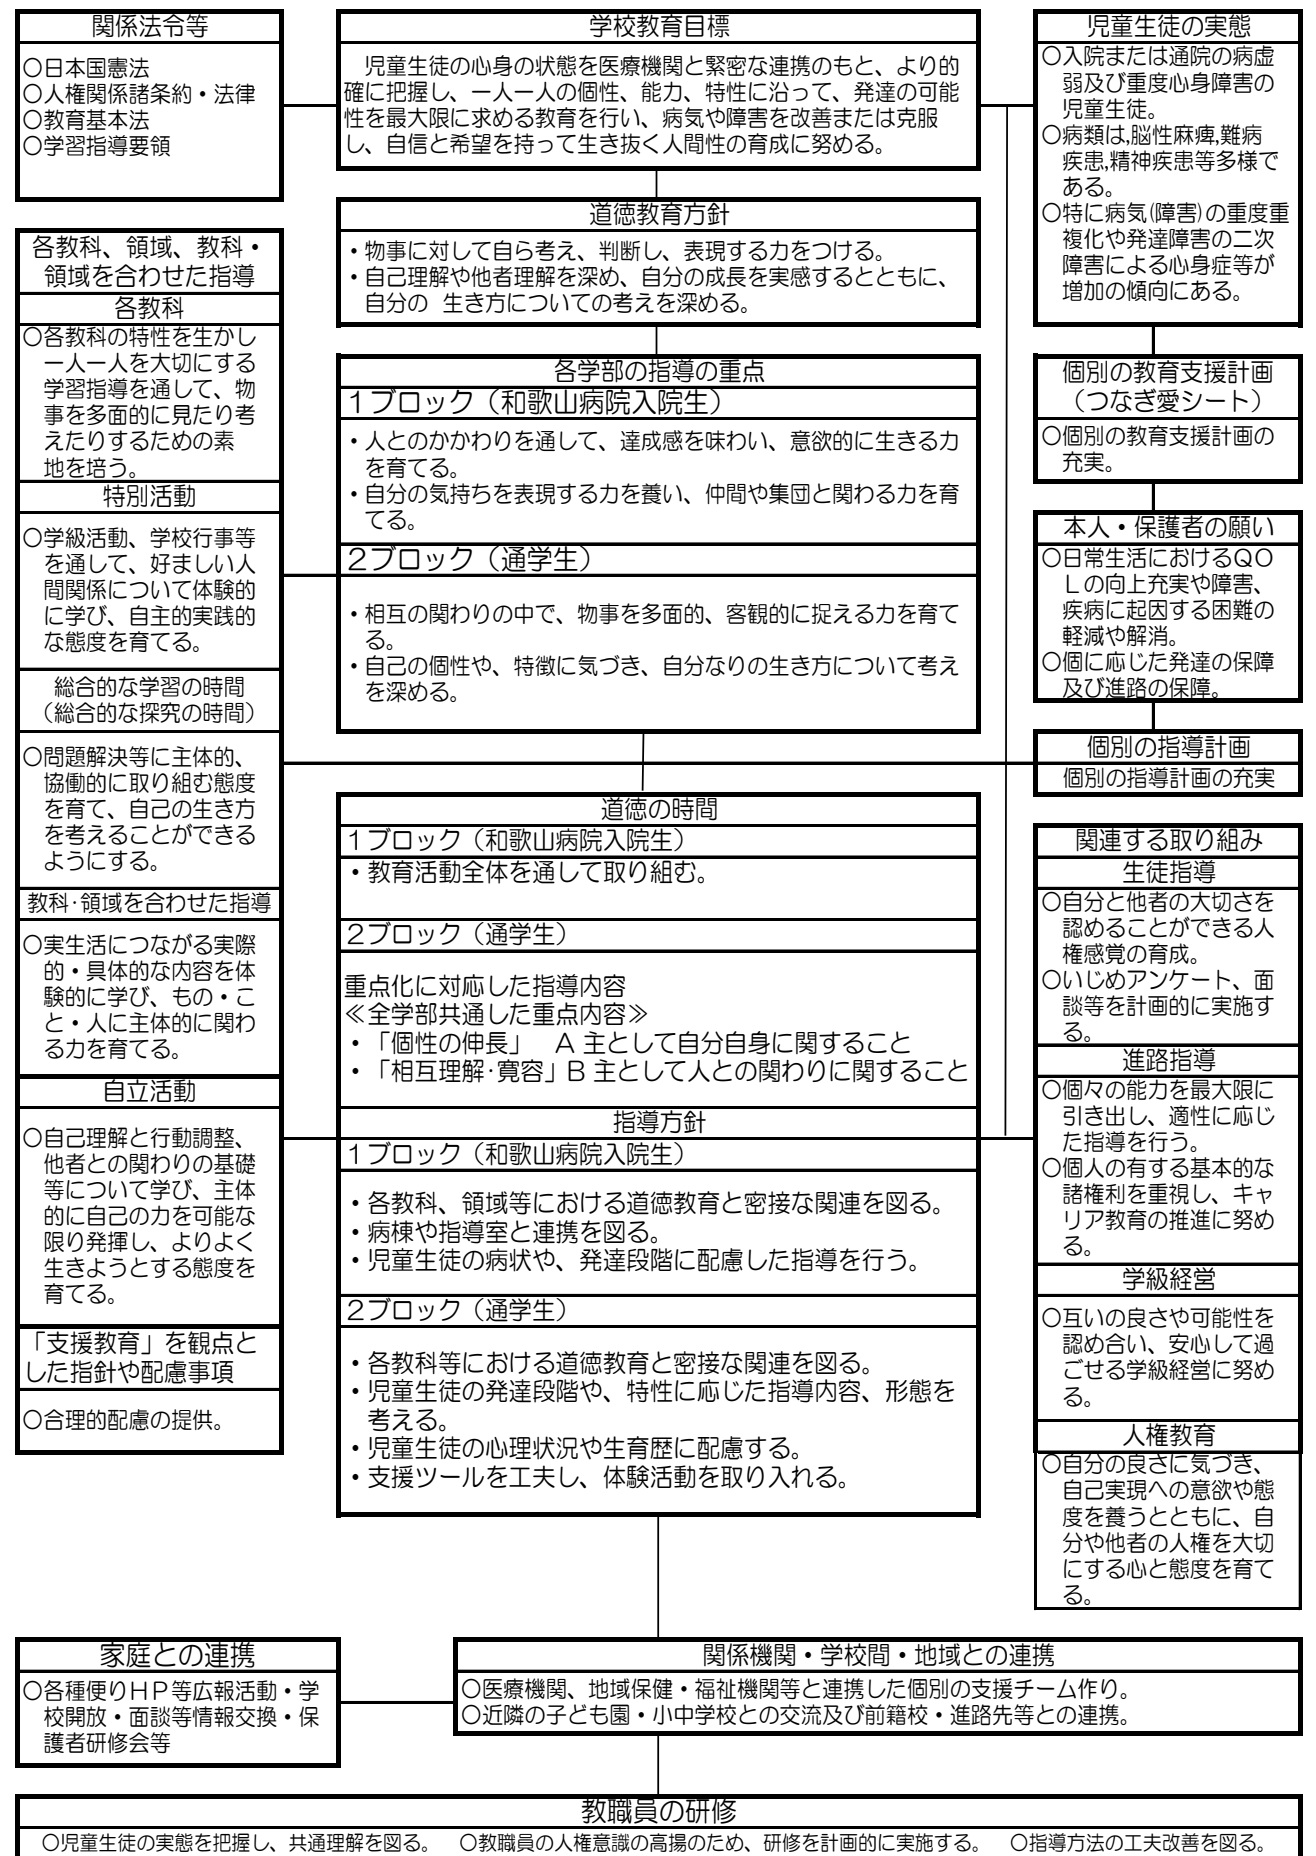 関係法令等
○日本国憲法
○人権関係諸条約・法律
○教育基本法
○学習指導要領
学校教育目標
児童生徒の心身の状態を医療機関と緊密な連携のもと、より的
確に把握し、一人一人の個性、能力、特性に沿って、発達の可能
性を最大限に求める教育を行い、病気や障害を改善または克服
し、自信と希望を持って生き抜く人間性の育成に努める。
児童生徒の実態
○入院または通院の病虚
弱及び重度心身障害の
児童生徒。
○病類は,脳性麻痺,難病
疾患,精神疾患等多様で
ある。
○特に病気(障害)の重度重
複化や発達障害の二次
障害による心身症等が
増加の傾向にある。
道徳教育方針
・物事に対して自ら考え、判断し、表現する力をつける。
・自己理解や他者理解を深め、自分の成長を実感するとともに、
自分の 生き方についての考えを深める。
各教科、領域、教科・
領域を合わせた指導
各教科
○各教科の特性を生かし
一人一人を大切にする
学習指導を通して、物
事を多面的に見たり考
えたりするための素
地を培う。
特別活動
○学級活動、学校行事等
を通して、好ましい人
間関係について体験的
に学び、自主的実践的
な態度を育てる。
総合的な学習の時間
(総合的な探究の時間)
○問題解決等に主体的、
協働的に取り組む態度
を育て、自己の生き方
を考えることができる
ようにする。
教科·領域を合わせた指導
○実生活につながる実際
的・具体的な内容を体
験的に学び、もの・こ
と・人に主体的に関わ
る力を育てる。
自立活動
○自己理解と行動調整、
他者との関わりの基礎
等について学び、主体
的に自己の力を可能な
限り発揮し、よりよく
生きようとする態度を
育てる。
「支援教育」を観点と
した指針や配慮事項
○合理的配慮の提供。
各学部の指導の重点
1ブロック(和歌山病院入院生)
・人とのかかわりを通して、達成感を味わい、意欲的に生きる力
を育てる。
・自分の気持ちを表現する力を養い、仲間や集団と関わる力を育
てる。
2ブロック(通学生)
・相互の関わりの中で、物事を多面的、客観的に捉える力を育て
る。
・自己の個性や、特徴に気づき、自分なりの生き方について考え
を深める。
道徳の時間
1ブロック(和歌山病院入院生)
・教育活動全体を通して取り組む。
2ブロック(通学生)
重点化に対応した指導内容
≪全学部共通した重点内容≫
・「個性の伸長」 A 主として自分自身に関すること
・「相互理解·寛容」B 主として人との関わりに関すること
指導方針
1ブロック(和歌山病院入院生)
・各教科、領域等における道徳教育と密接な関連を図る。
・病棟や指導室と連携を図る。
・児童生徒の病状や、発達段階に配慮した指導を行う。
2ブロック(通学生)
・各教科等における道徳教育と密接な関連を図る。
・児童生徒の発達段階や、特性に応じた指導内容、形態を
考える。
・児童生徒の心理状況や生育歴に配慮する。
・支援ツールを工夫し、体験活動を取り入れる。
個別の教育支援計画
(つなぎ愛シート)
○個別の教育支援計画の
充実。
本人・保護者の願い
○日常生活におけるQO
Lの向上充実や障害、
疾病に起因する困難の
軽減や解消。
○個に応じた発達の保障
及び進路の保障。
個別の指導計画
個別の指導計画の充実
関連する取り組み
生徒指導
○自分と他者の大切さを
認めることができる人
権感覚の育成。
○いじめアンケート、面
談等を計画的に実施す
る。
進路指導
○個々の能力を最大限に
引き出し、適性に応じ
た指導を行う。
○個人の有する基本的な
諸権利を重視し、キャ
リア教育の推進に努め
る。
学級経営
○互いの良さや可能性を
認め合い、安心して過
ごせる学級経営に努め
る。
人権教育
○自分の良さに気づき、
自己実現への意欲や態
度を養うとともに、自
分や他者の人権を大切
にする心と態度を育て
る。
家庭との連携
○各種便りHP等広報活動・学
校開放・面談等情報交換・保
護者研修会等
関係機関・学校間・地域との連携
○医療機関、地域保健・福祉機関等と連携した個別の支援チーム作り。
○近隣の子ども園・小中学校との交流及び前籍校・進路先等との連携。
教職員の研修
○児童生徒の実態を把握し、共通理解を図る。 ○教職員の人権意識の高揚のため、研修を計画的に実施する。 ○指導方法の工夫改善を図る。